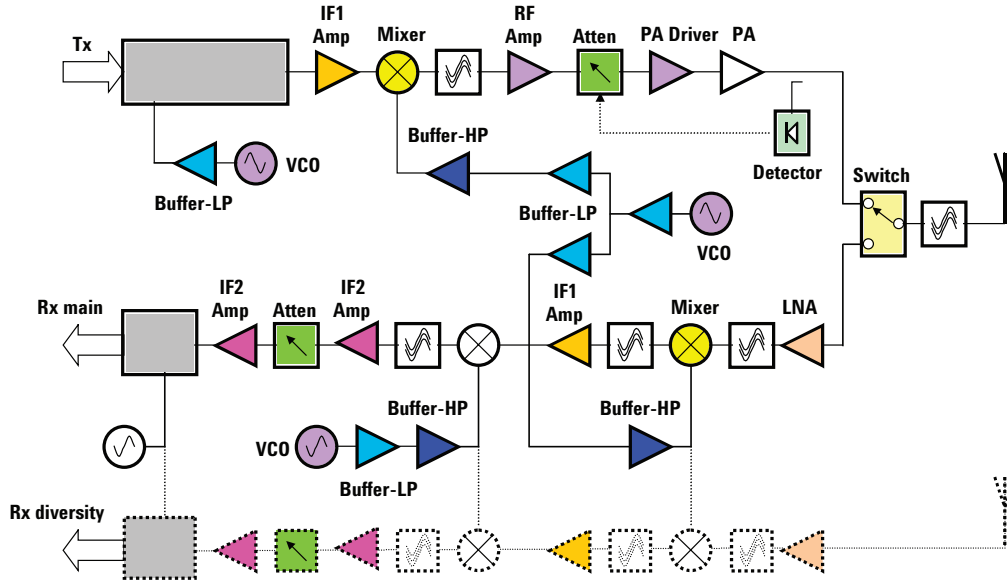 Tx
IF1
Amp
Mixer
RF
Amp
Atten
PA Driver
PA
Buffer-HP
VCO
Buffer-LP
Detector
Switch
Buffer-LP
VCO
Rx main
IF2
Amp
Atten
IF2
Amp
IF1
Amp
Mixer
LNA
Buffer-HP
Buffer-HP
VCO
Buffer-LP
Rx diversity